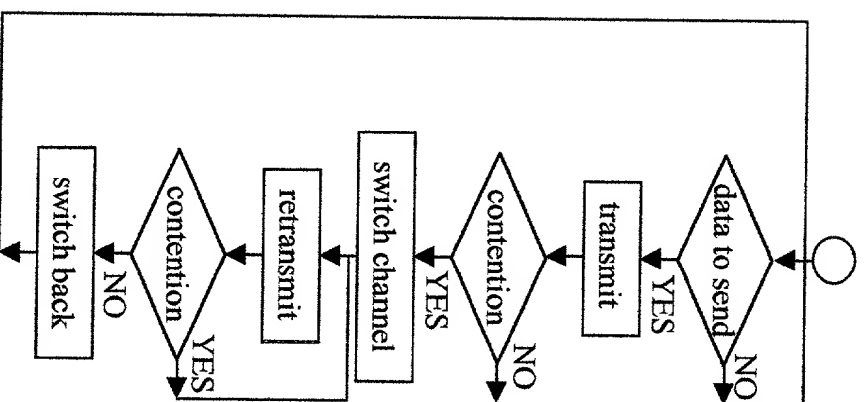 data to send
NO
YES
transmit
contention
NO
YES
switch channel
retransmit
contention
YES
NO
switch back